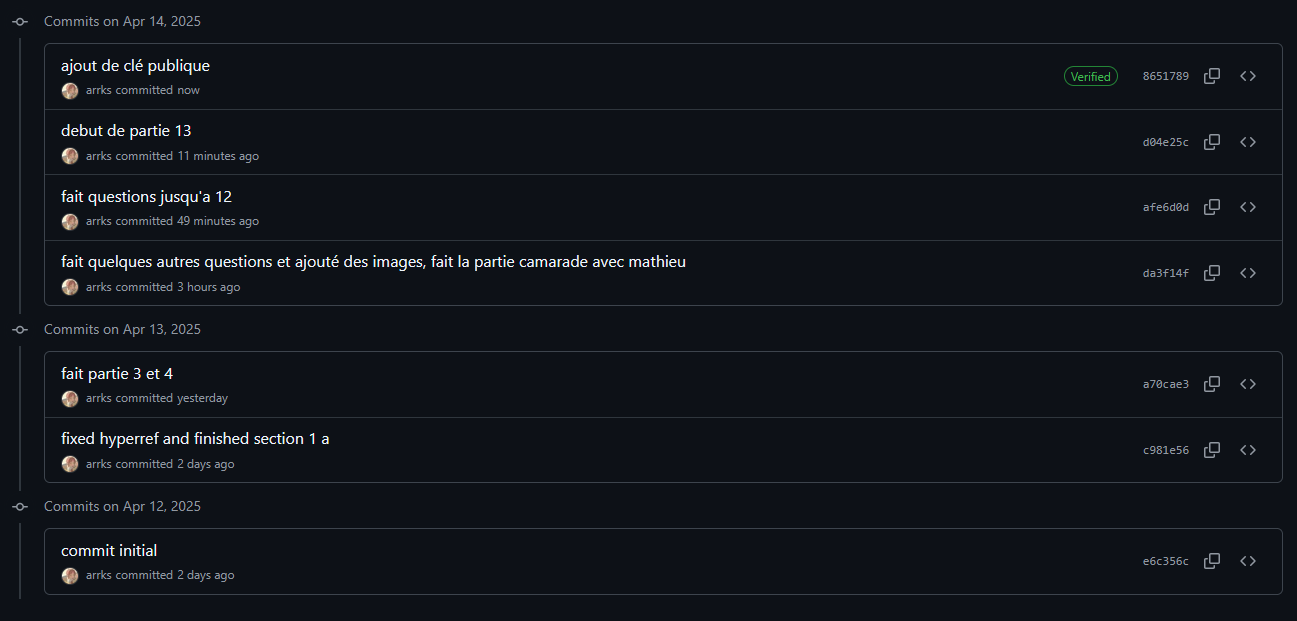 Commits on Apr 14, 2025
ajout de clé publique
arrks committed now
Verified
8651789
debut de partie 13
arrks committed 11 minutes ago
d04e25c
fait questions jusqu'a 12
arrks committed 49 minutes ago
afe6d0d
fait quelques autres questions et ajouté des images, fait la partie camarade avec mathieu
arrks committed 3 hours ago
da3f14f
Commits on Apr 13, 2025
fait partie 3 et 4
arrks committed yesterday
a70cae3
fixed hyperref and finished section 1 a
arrks committed 2 days ago
c981e56
Commits on Apr 12, 2025
commit initial
arrks committed 2 days ago
e6c356c